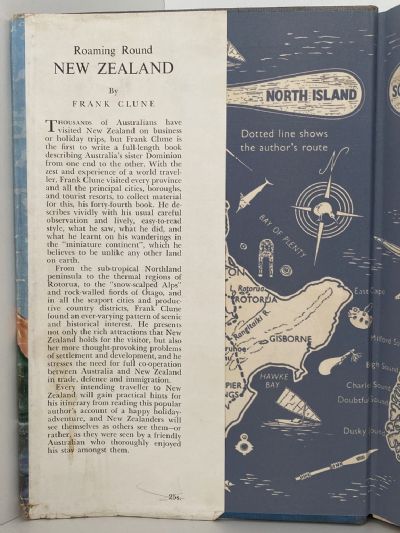 Roaming Round
NEW ZEALAND
By
FRANK CLUNE
THOUSANDS of Australians have
visited New Zealand on business
or holiday trips, but Frank Clune is
the first to write a full-length book
describing Australia's sister Dominion
from one end to the other. With the
zest and experience of a world travel-
ler, Frank Clune visited every province
and all the principal cities, boroughs,
and tourist resorts, to collect material
for this, his forty-fourth book. He de-
scribes vividly with his usual careful
observation and lively, easy-to-read
style, what he saw, what he did, and
what he learnt on his wanderings in
the "miniature continent", which he
believes to be unlike any other land
on earth.
From the sub-tropical Northland
peninsula to the thermal regions of
Rotorua, to the "snow-scalped Alps"
and rock-walled fiords of Otago, and
in all the seaport cities and produc-
tive country districts, Frank Clune
found an ever-varying pattern of scenic
and historical interest. He presents
not only the rich attractions that New
Zealand holds for the visitor, but also
her more thought-provoking problems
of settlement and development, and he
stresses the need for full co-operation
between Australia and New Zealand
in trade, defence and immigration.
Every intending traveller to New
Zealand will gain practical hints for
his itinerary from reading this popular
author's account of a happy holiday-
adventure, and New Zealanders will
see themselves as others see them—or
rather, as they were seen by a friendly
Australian who thoroughly enjoyed
his stay amongst them.
25s.
NORTH ISLAND
Dotted line shows
the author's route
N
BAY OF PLENTY
L. Rotorua
ROTORUA
Rangitaiki R.
GISBORNE
East Cape
HAWKE
BAY
PIER
NGS
Milford Sound
Bligh Sound
Charles Sound
Doubtful Sound
Dusky Sound